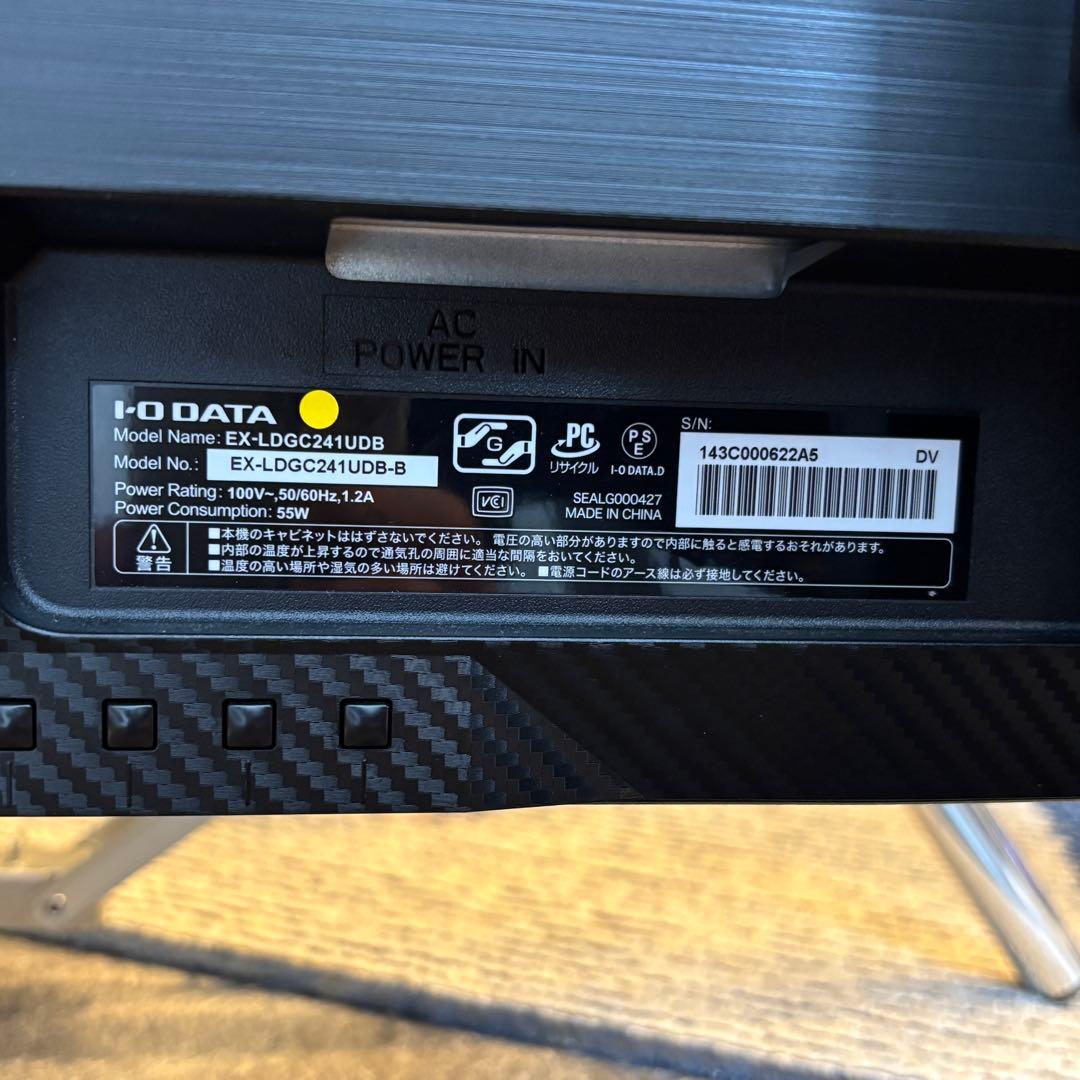 AC
POWER IN
I-O DATA
Model Name: EX-LDGC241UDB
Model No.: EX-LDGC241UDB-B
Power Rating: 100V~,50/60Hz,1.2A
Power Consumption: 55W
G
VCCI
PC
リサイクル
PS
E
I-O DATA.D
SEALG000427
MADE IN CHINA
S/N:
143C000622A5 DV
警告
■本機のキャビネットははずさないでください。 電圧の高い部分がありますので内部に触ると感電するおそれがあります。
■内部の温度が上昇するので通気孔の周囲に適当な間隔をおいてください。
■温度の高い場所や湿気の多い場所は避けてください。 ■電源コードのアース線は必ず接地してください。